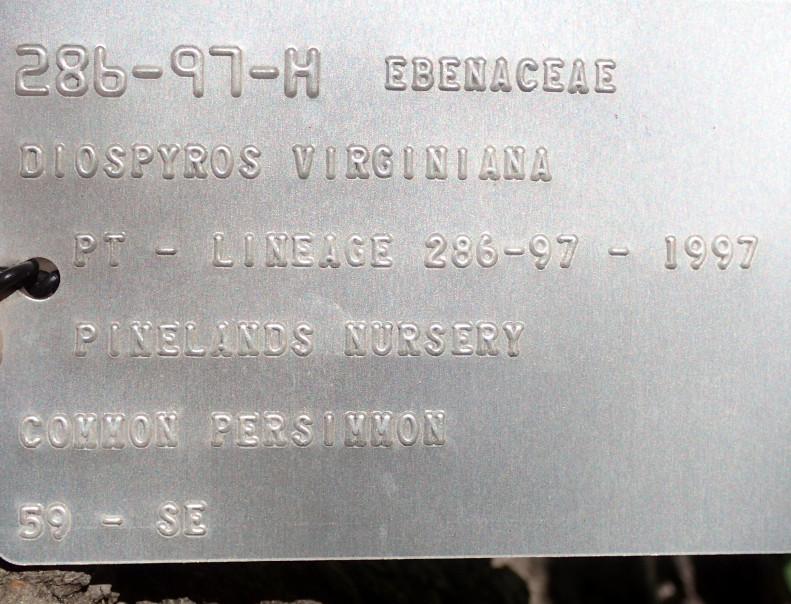 286-97-H EBENACEAE
DIOSPYROS VIRGINIANA
PT - LINEAGE 286-97 - 1997
PINELANDS NURSERY
COMMON PERSIMMON
59 - SE